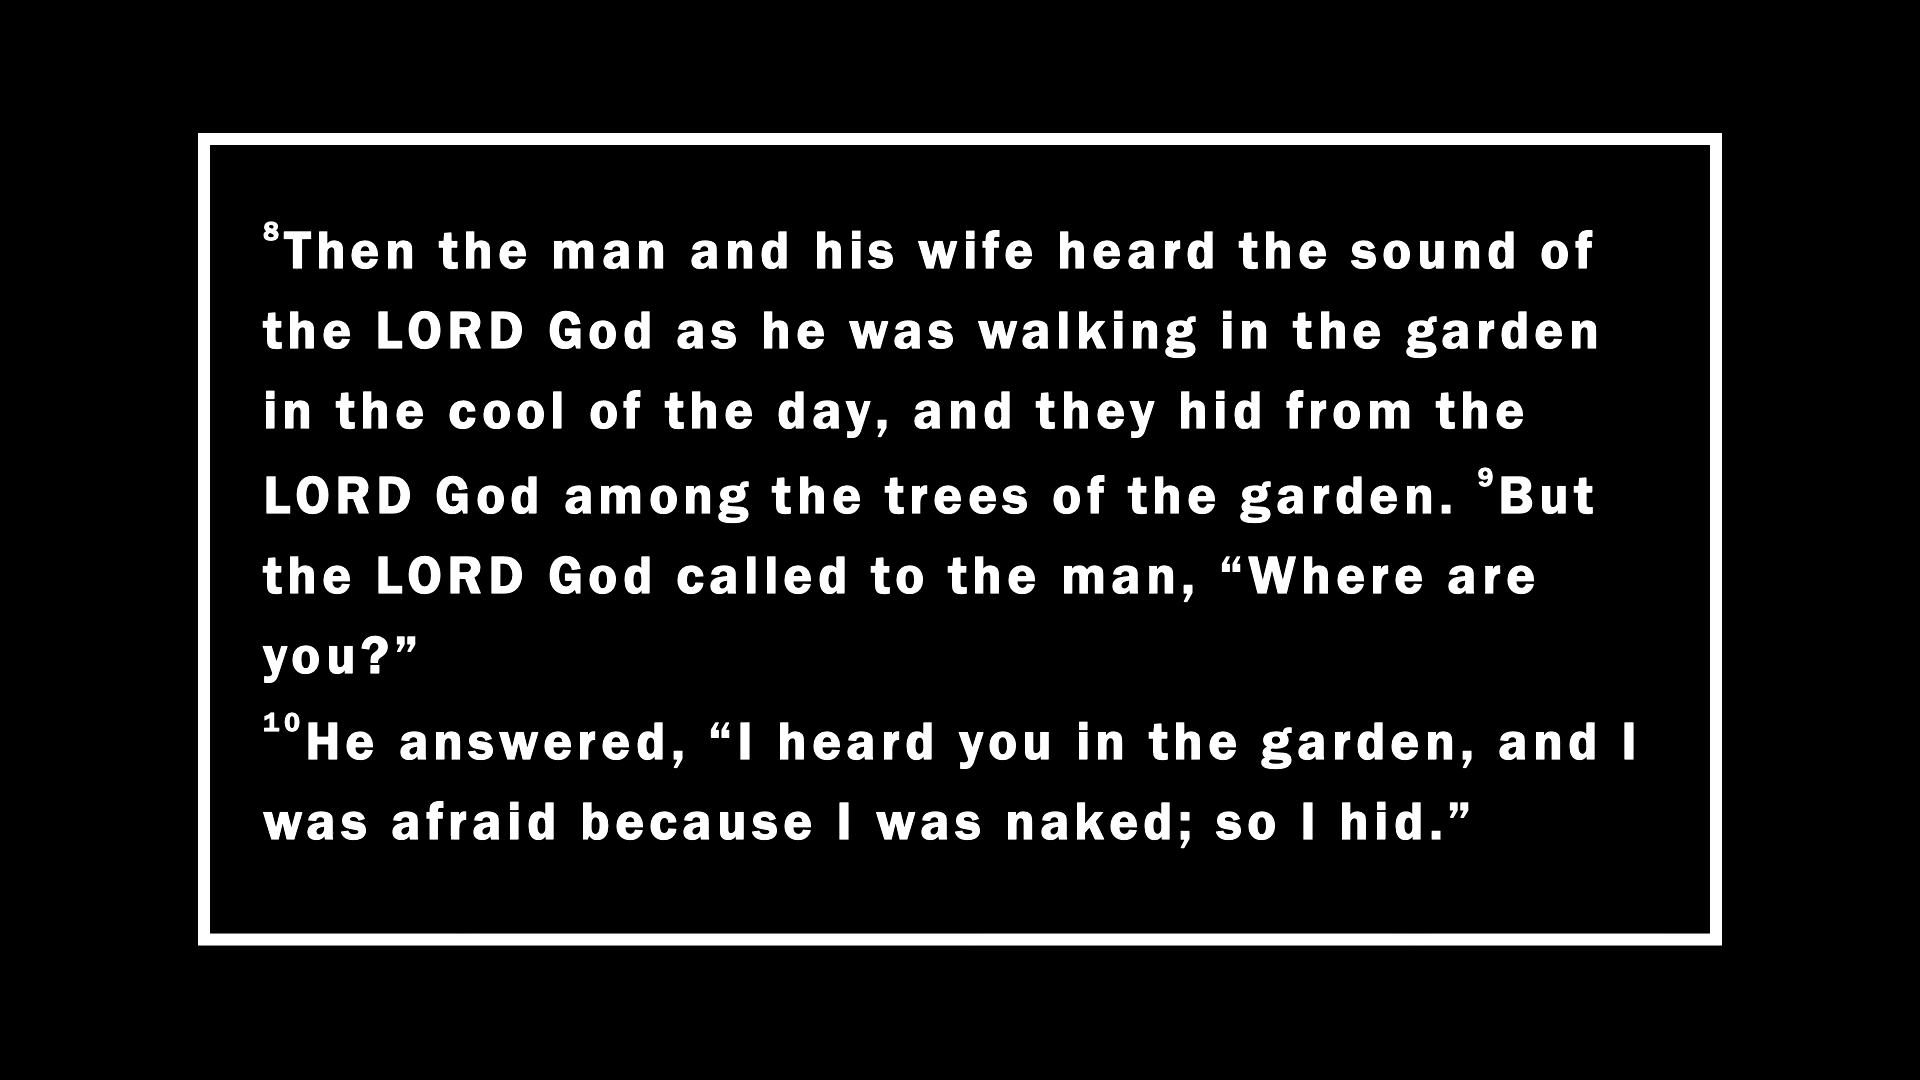 ⁸Then the man and his wife heard the sound of
the LORD God as he was walking in the garden
in the cool of the day, and they hid from the
LORD God among the trees of the garden. ⁹But
the LORD God called to the man, “Where are
you?”
¹⁰He answered, “I heard you in the garden, and I
was afraid because I was naked; so I hid.”